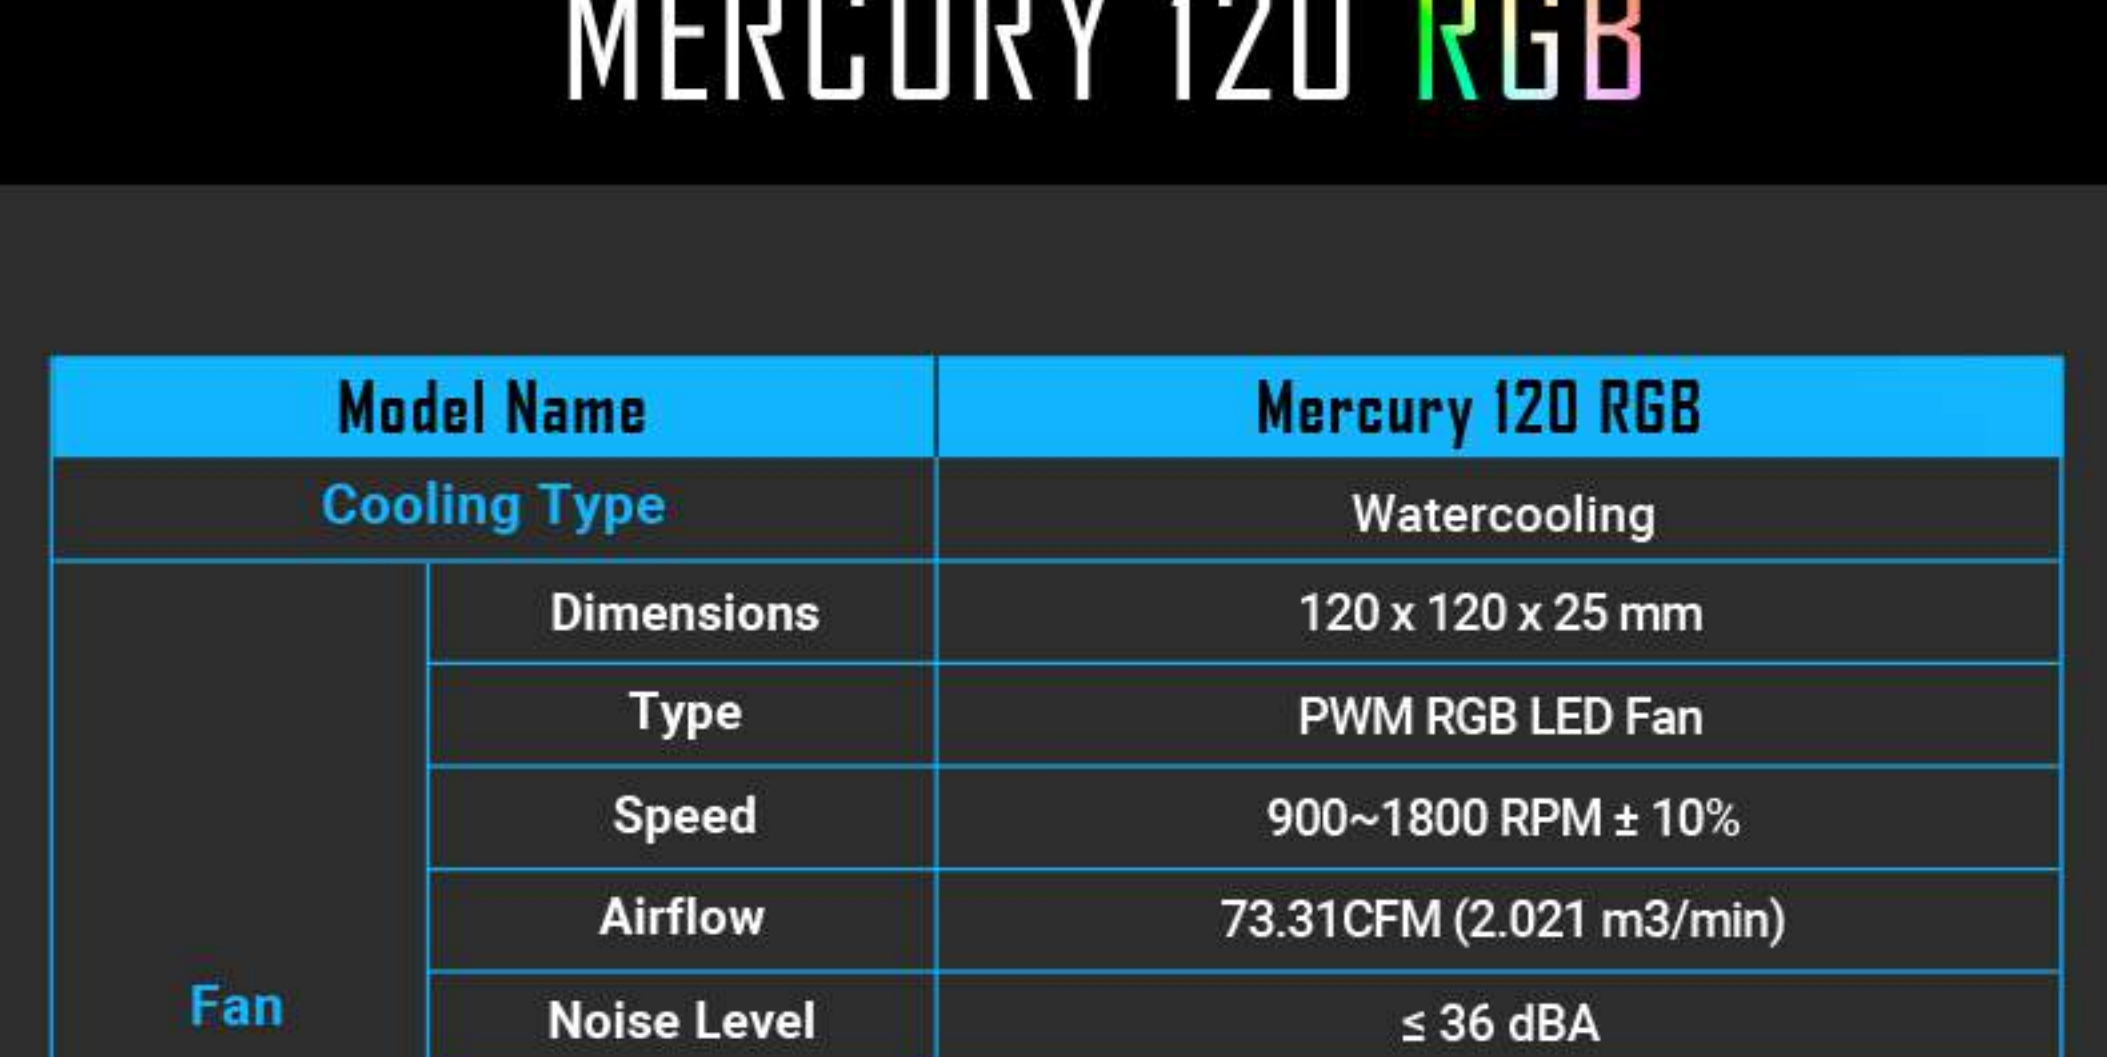 MERCURY 120 RGB
Model Name Mercury 120 RGB
Cooling Type Watercooling
Dimensions 120 x 120 x 25 mm
Type PWM RGB LED Fan
Speed 900~1800 RPM ± 10%
Airflow 73.31CFM (2.021 m3/min)
Fan
Noise Level ≤ 36 dBA